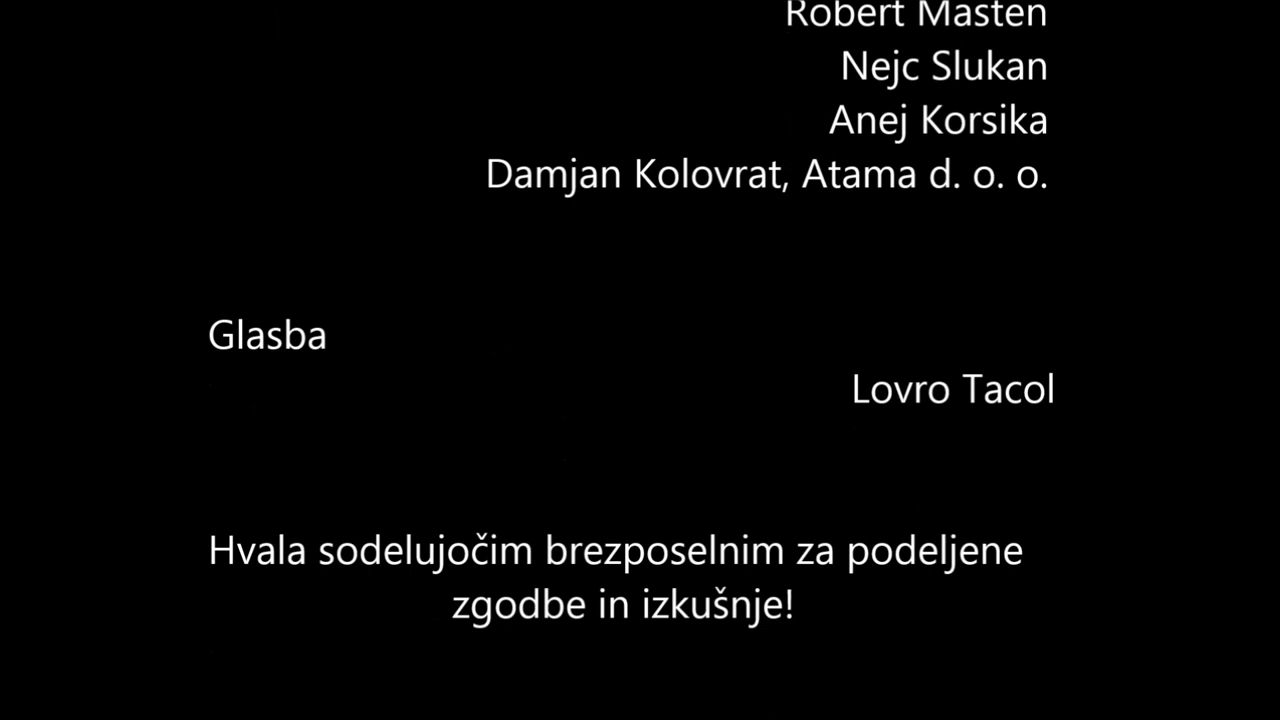 Robert Masten
Nejc Slukan
Anej Korsika
Damjan Kolovrat, Atama d. o. o.
Glasba
Lovro Tacol
Hvala sodelujočim brezposelnim za podeljene
zgodbe in izkušnje!